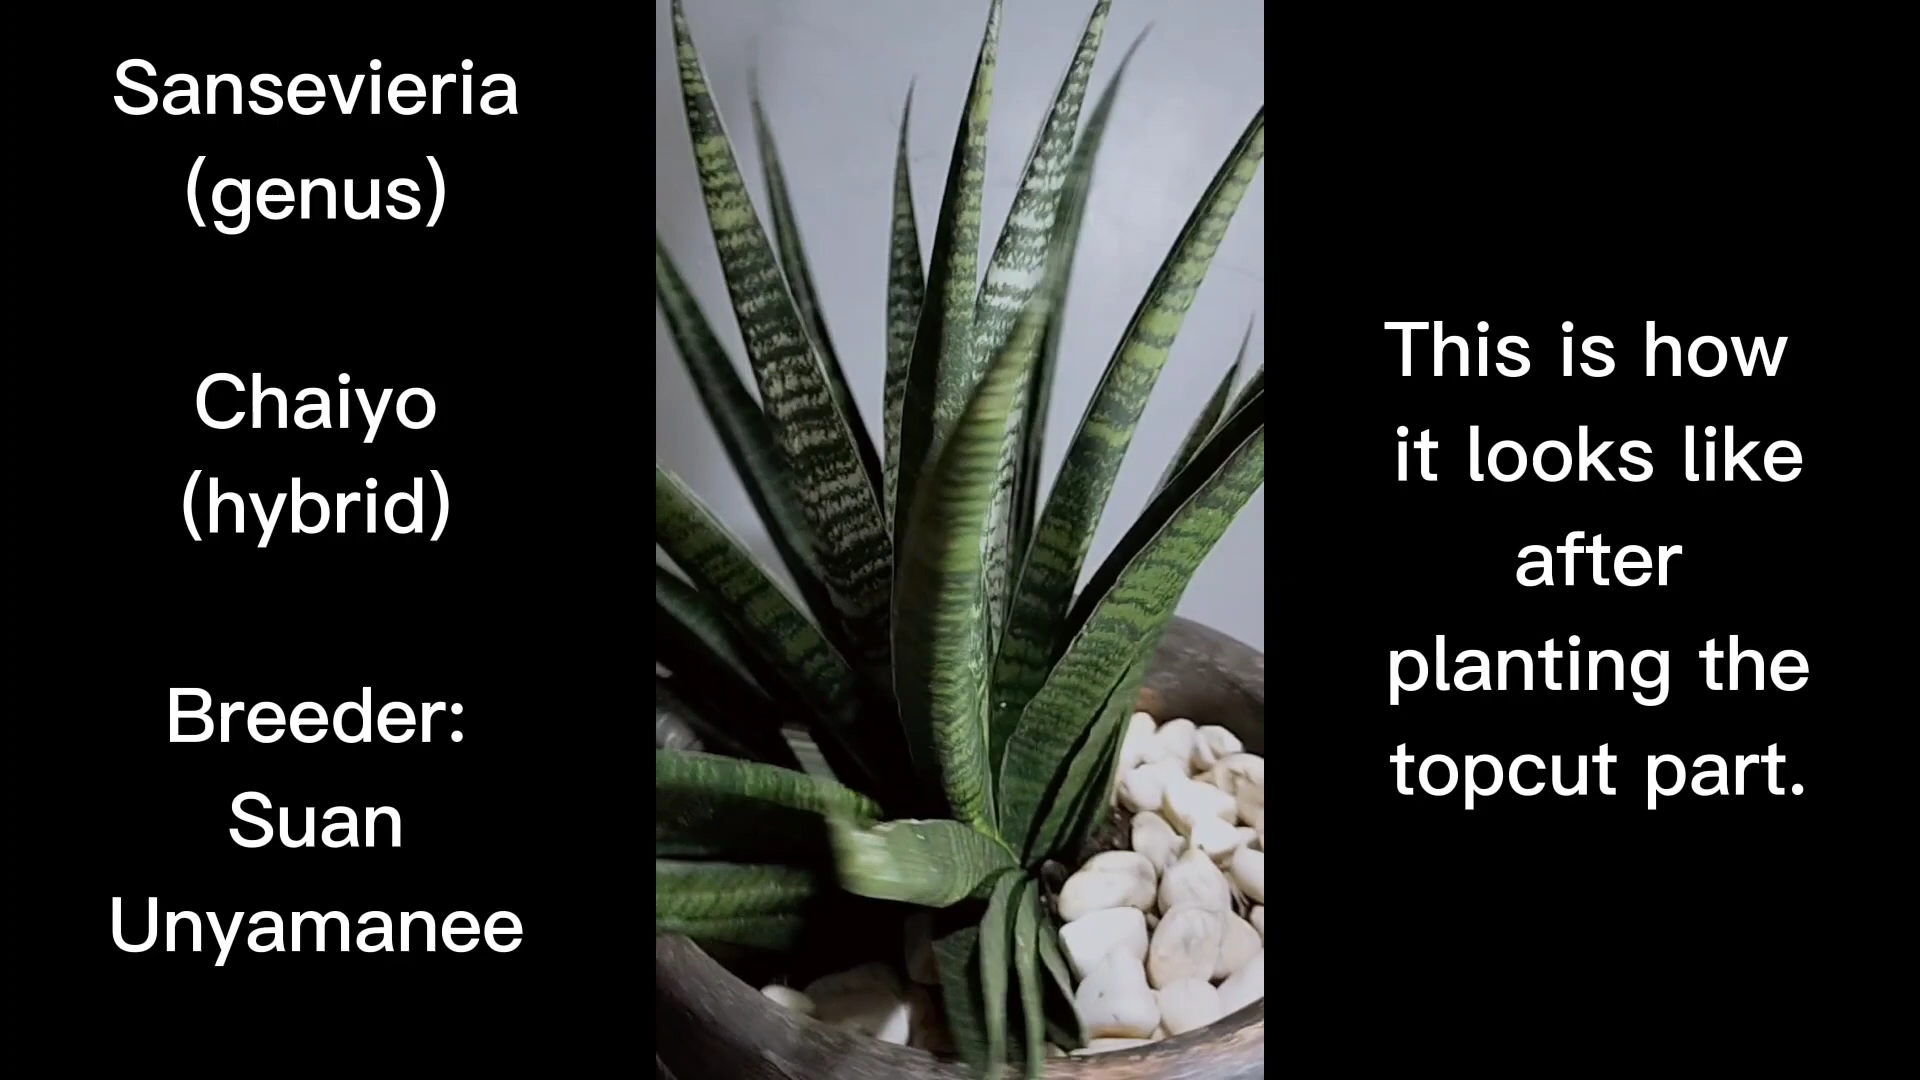 Sansevieria
(genus)
Chaiyo
(hybrid)
Breeder:
Suan
Unyamanee
This is how
it looks like
after
planting the
topcut part.